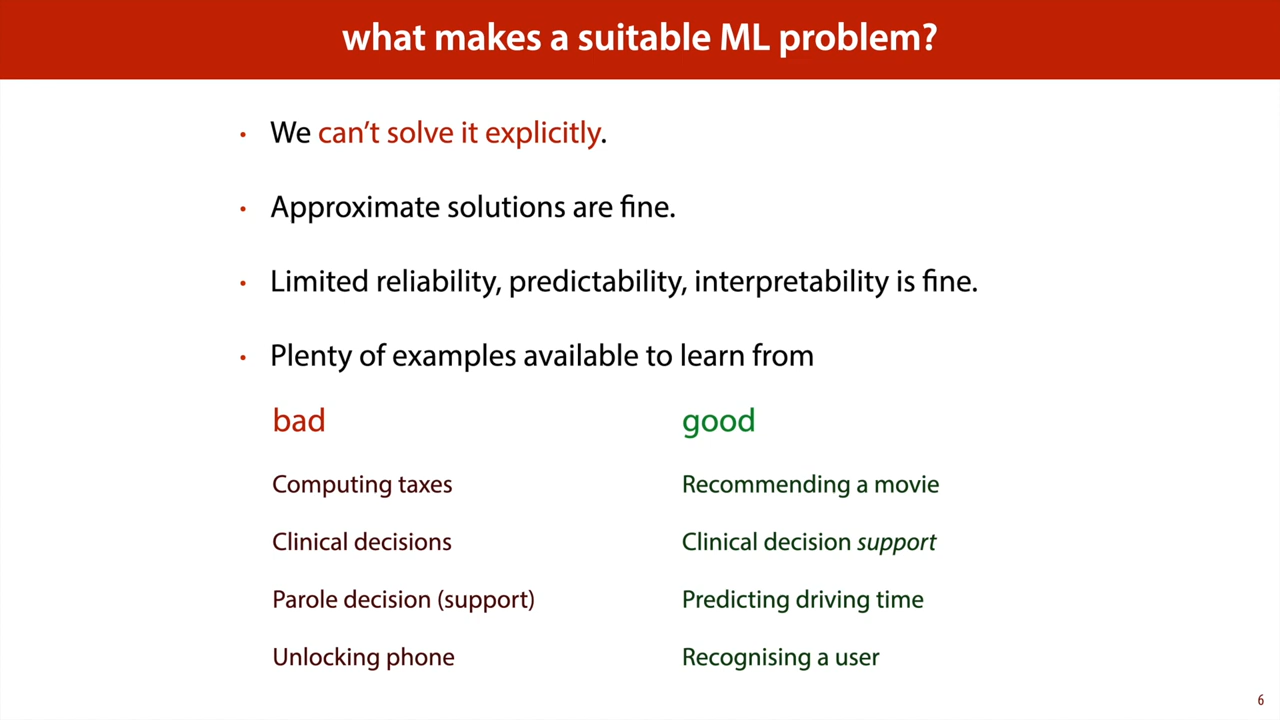 what makes a suitable ML problem?
• We can't solve it explicitly.
• Approximate solutions are fine.
• Limited reliability, predictability, interpretability is fine.
• Plenty of examples available to learn from
bad
Computing taxes
Clinical decisions
Parole decision (support)
Unlocking phone
good
Recommending a movie
Clinical decision support
Predicting driving time
Recognising a user
6